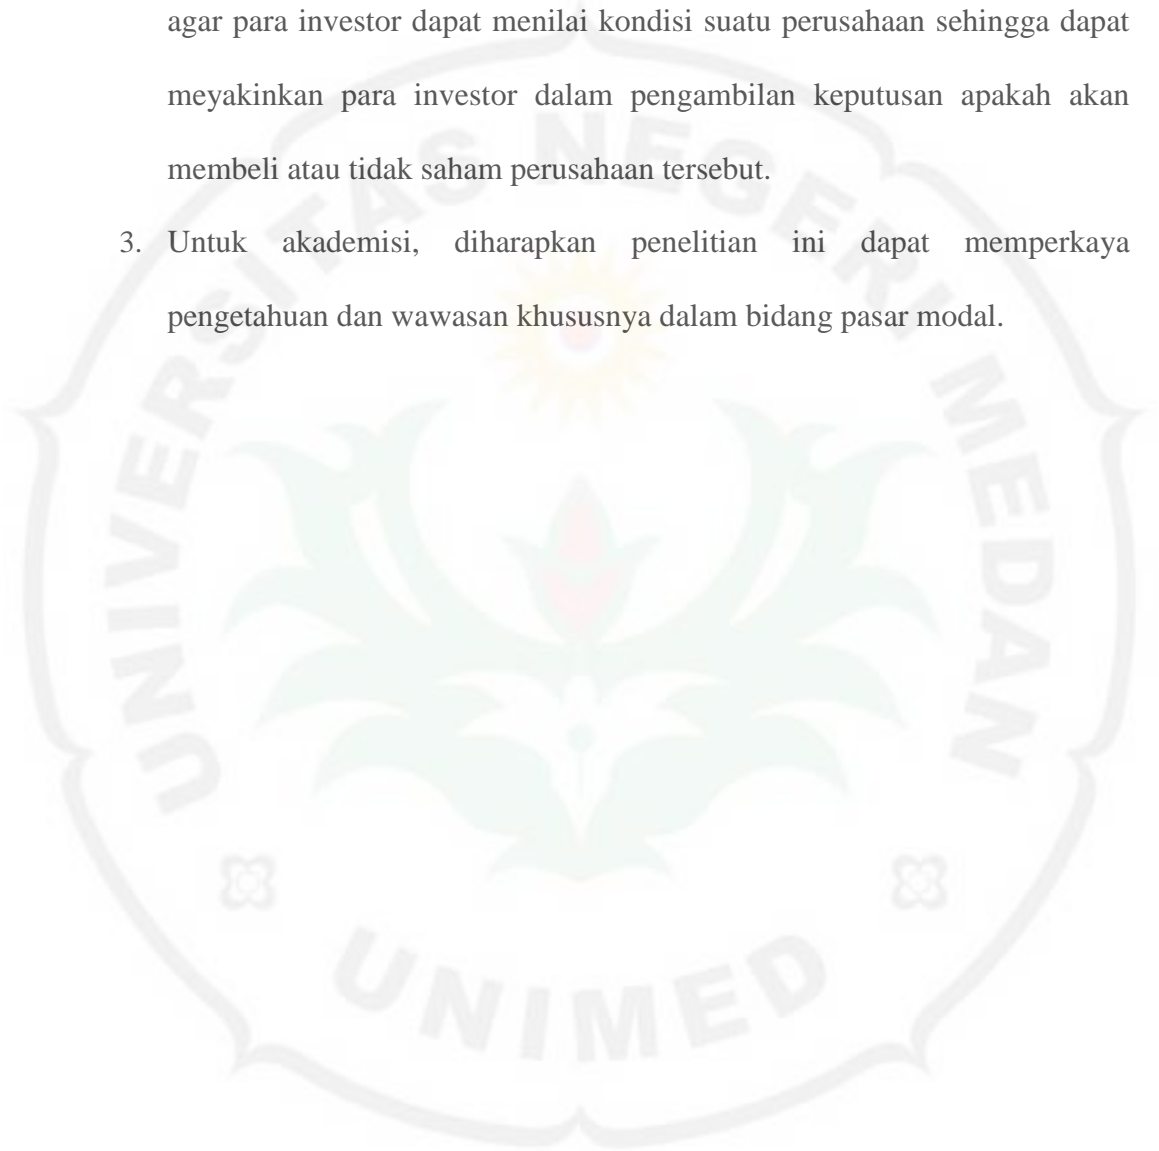 agar para investor dapat menilai kondisi suatu perusahaan sehingga dapat
meyakinkan para investor dalam pengambilan keputusan apakah akan
membeli atau tidak saham perusahaan tersebut.
3. Untuk akademisi, diharapkan penelitian ini dapat memperkaya
pengetahuan dan wawasan khususnya dalam bidang pasar modal.
UNIVERSITAS NEGERI MEDAN
UNIMED